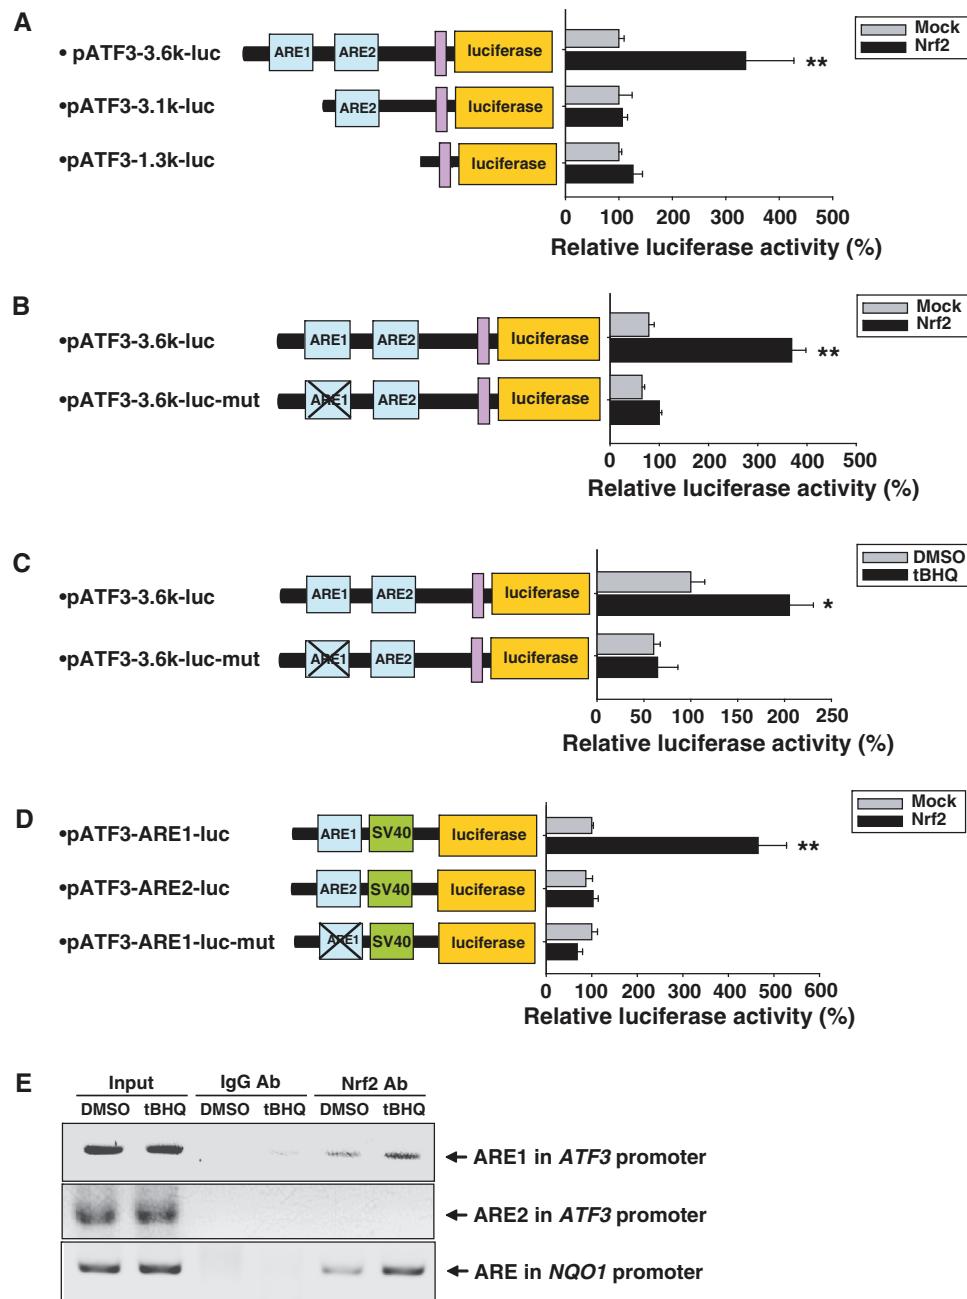 A
• pATF3-3.6k-luc
ARE1
ARE2
luciferase
Mock
Nrf2
**
•pATF3-3.1k-luc
ARE2
luciferase
•pATF3-1.3k-luc
luciferase
0 100 200 300 400 500
Relative luciferase activity (%)
B
•pATF3-3.6k-luc
ARE1
ARE2
luciferase
Mock
Nrf2
**
•pATF3-3.6k-luc-mut
ARE1
ARE2
luciferase
0 100 200 300 400 500
Relative luciferase activity (%)
C
•pATF3-3.6k-luc
ARE1
ARE2
luciferase
DMSO
tBHQ
*
•pATF3-3.6k-luc-mut
ARE1
ARE2
luciferase
0 50 100 150 200 250
Relative luciferase activity (%)
D
•pATF3-ARE1-luc
ARE1
SV40
luciferase
Mock
Nrf2
**
•pATF3-ARE2-luc
ARE2
SV40
luciferase
•pATF3-ARE1-luc-mut
ARE1
SV40
luciferase
0 100 200 300 400 500 600
Relative luciferase activity (%)
E
Input IgG Ab Nrf2 Ab
DMSO tBHQ DMSO tBHQ DMSO tBHQ
ARE1 in ATF3 promoter
ARE2 in ATF3 promoter
ARE in NQO1 promoter